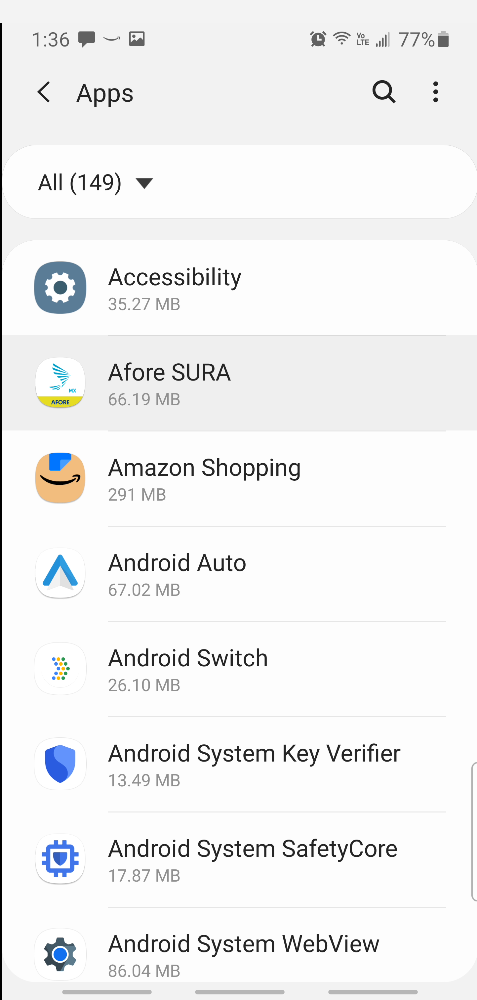 1:36 Vo LTE 77%
Apps
All (149)
Accessibility
35.27 MB
Afore SURA
66.19 MB
MX
AFORE
Amazon Shopping
291 MB
Android Auto
67.02 MB
Android Switch
26.10 MB
Android System Key Verifier
13.49 MB
Android System SafetyCore
17.87 MB
Android System WebView
86.04 MB